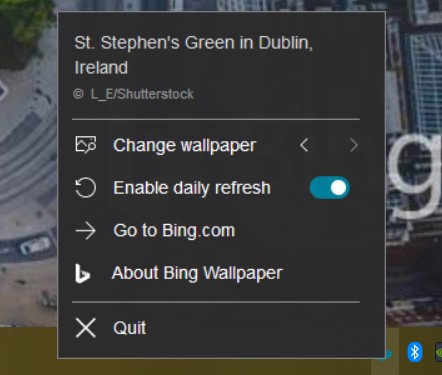 St. Stephen's Green in Dublin,
Ireland
© L_E/Shutterstock
Change wallpaper
Enable daily refresh
Go to Bing.com
About Bing Wallpaper
Quit